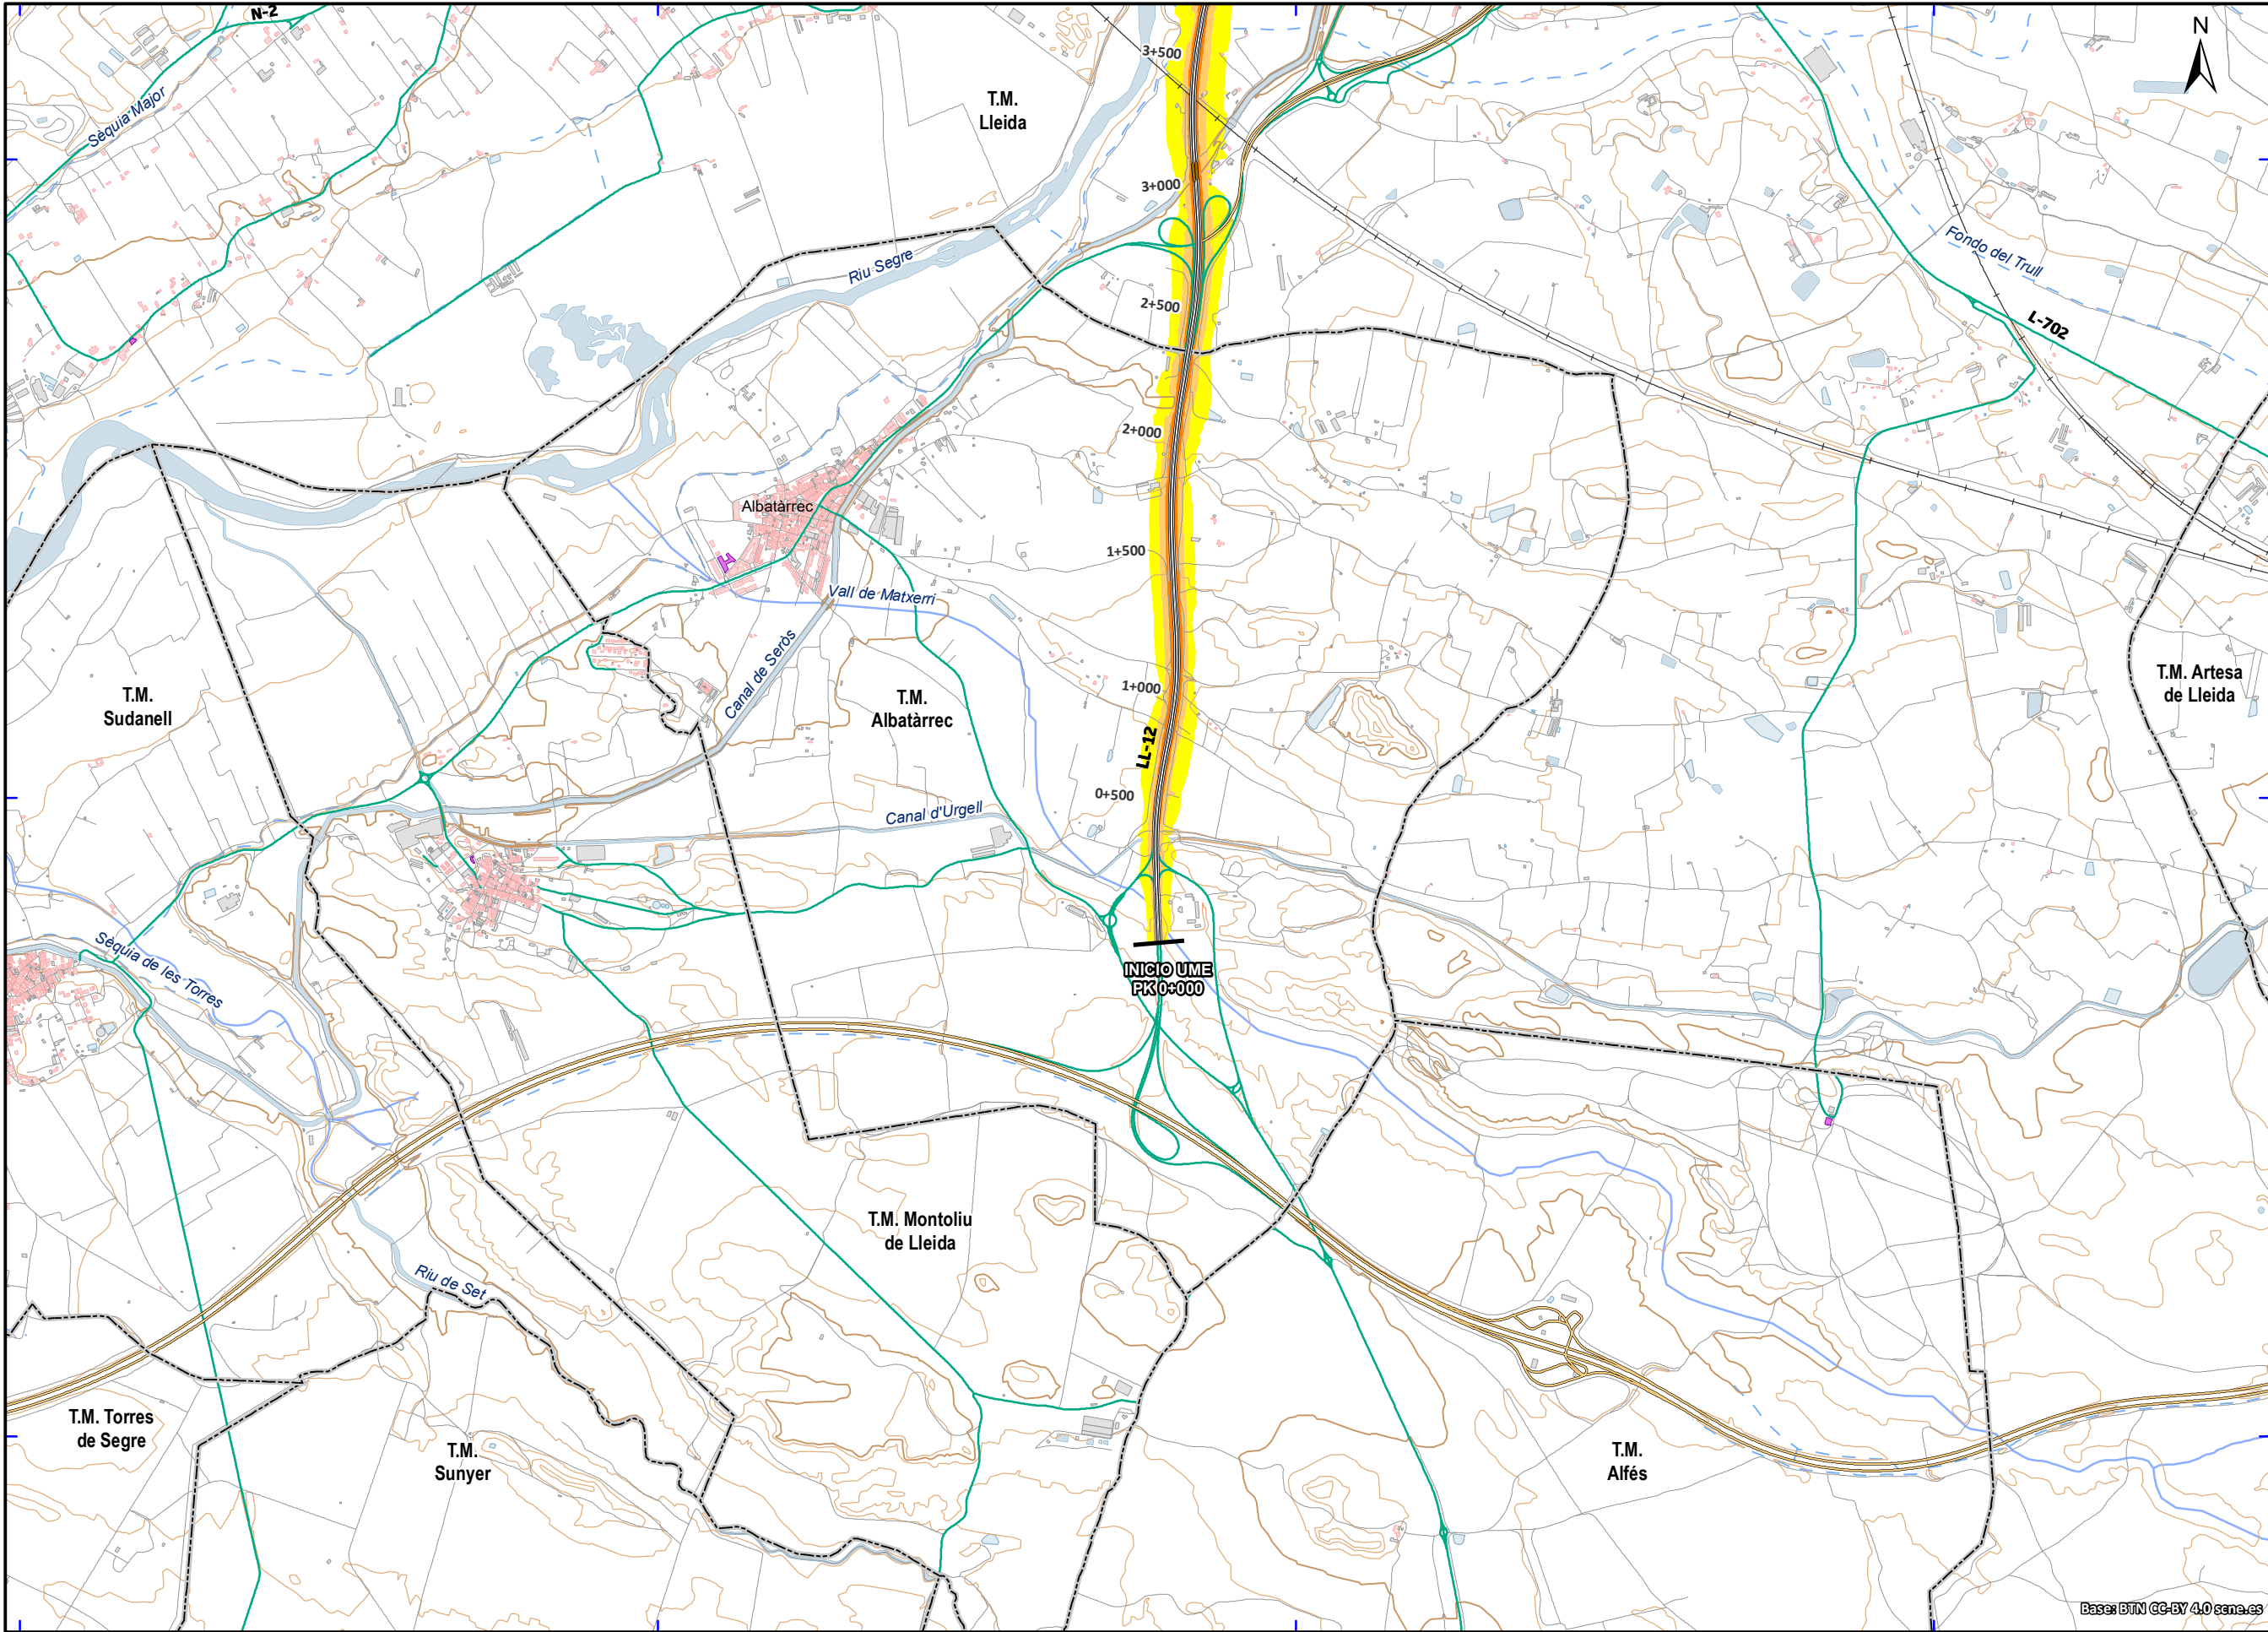 N-2
N
3+500
Sèquia Major
T.M.
Lleida
3+000
Fondo del Trull
Riu Segre
2+500
L-702
2+000
Albatàrrec
1+500
Vall de Matxerri
Canal de Seròs
T.M. Artesa
de Lleida
T.M.
Sudanell
T.M.
Albatàrrec
1+000
LL-12
0+500
Canal d'Urgell
Sèquia de les Torres
INICIO UME
PK 0+000
T.M. Montoliu
de Lleida
Riu de Set
T.M. Torres
de Segre
T.M.
Sunyer
T.M.
Alfés
Base: BTN CC-BY 4.0 scne.es